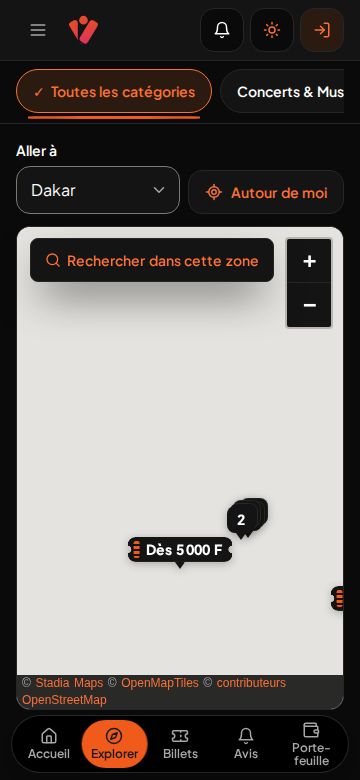 ✓ Toutes les catégories
Concerts & Mus
Aller à
Dakar
Autour de moi
Rechercher dans cette zone
+
−
2
Dès 5 000 F
© Stadia Maps © OpenMapTiles © contributeurs
OpenStreetMap
Accueil
Explorer
Billets
Avis
Porte-
feuille